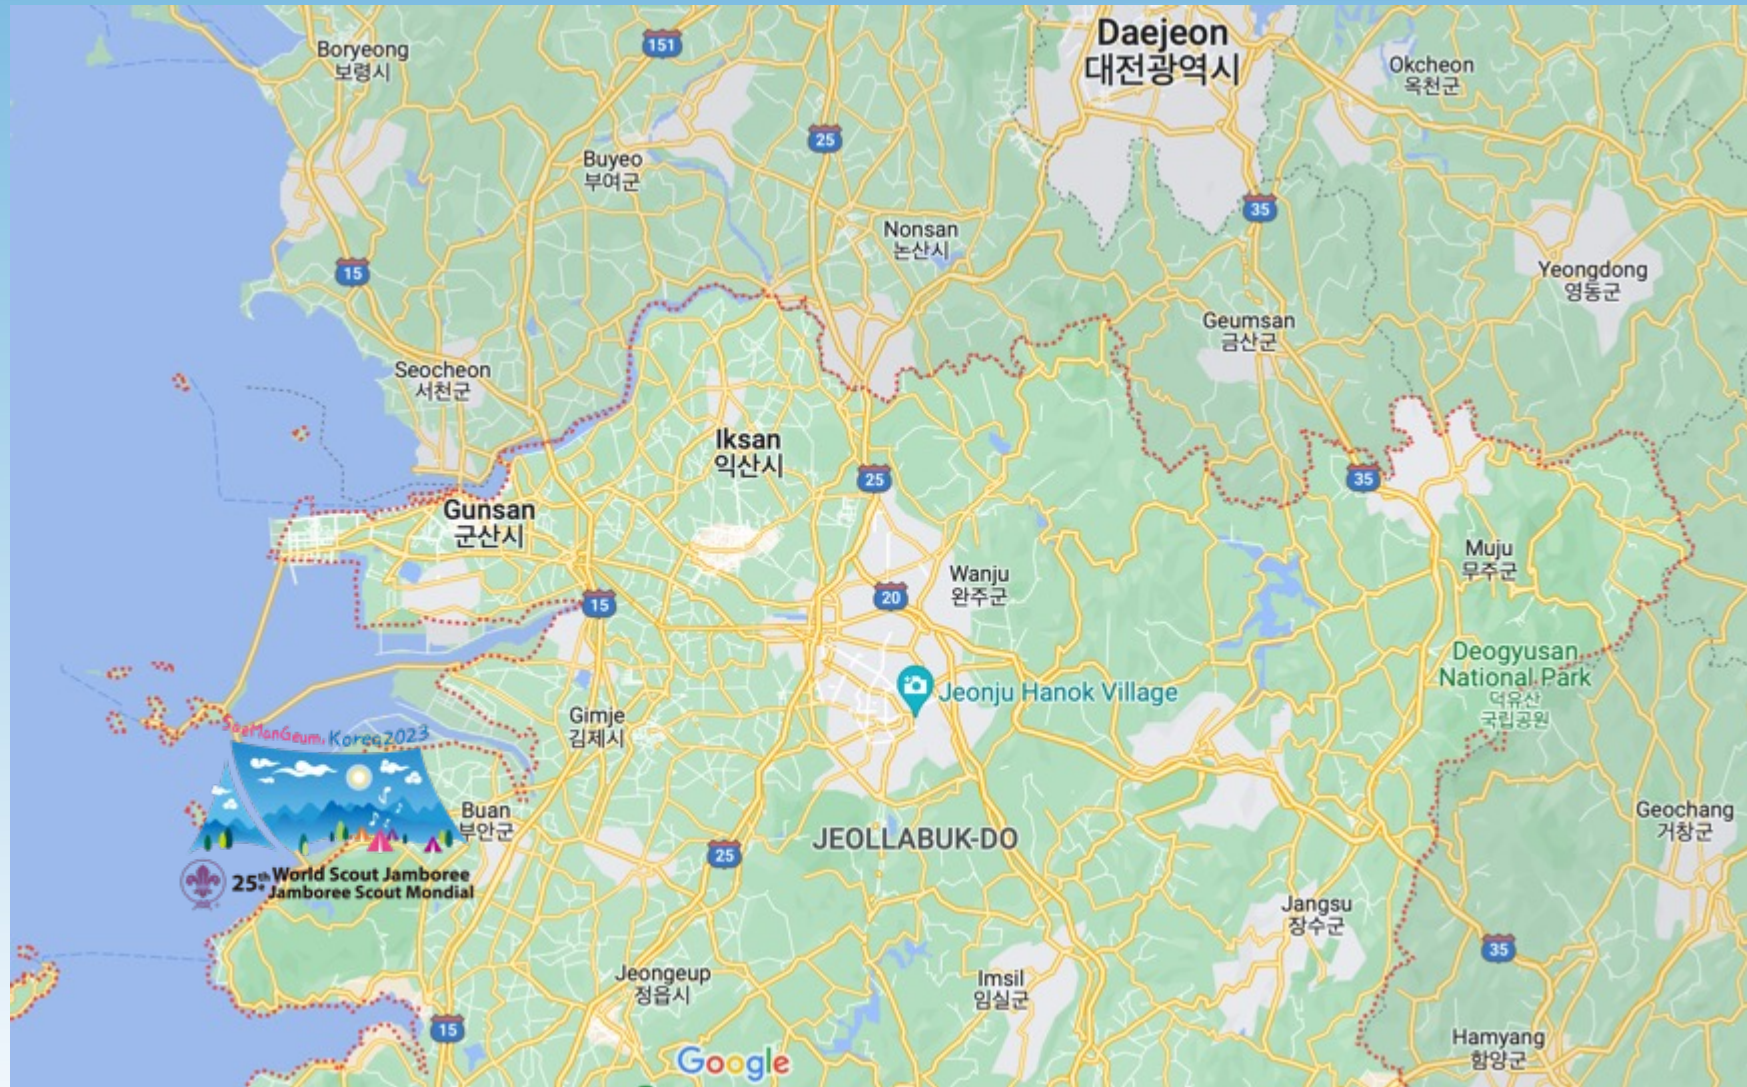 Boryeong
보령시
151
Daejeon
대전광역시
Okcheon
옥천군
25
Buyeo
부여군
35
Nonsan
논산시
15
Yeongdong
영동군
Geumsan
금산군
Seocheon
서천군
Iksan
익산시
25
35
Gunsan
군산시
Muju
무주군
Wanju
완주군
20
15
Deogyusan
National Park
덕유산
국립공원
Jeonju Hanok Village
Gimje
김제시
SaeManGeum, Korea 2023
Buan
부안군
Geochang
거창군
JEOLLABUK-DO
25
25th World Scout Jamboree
25e Jamboree Scout Mondial
Jangsu
장수군
35
Jeongeup
정읍시
Imsil
임실군
15
Hamyang
함양군
Google